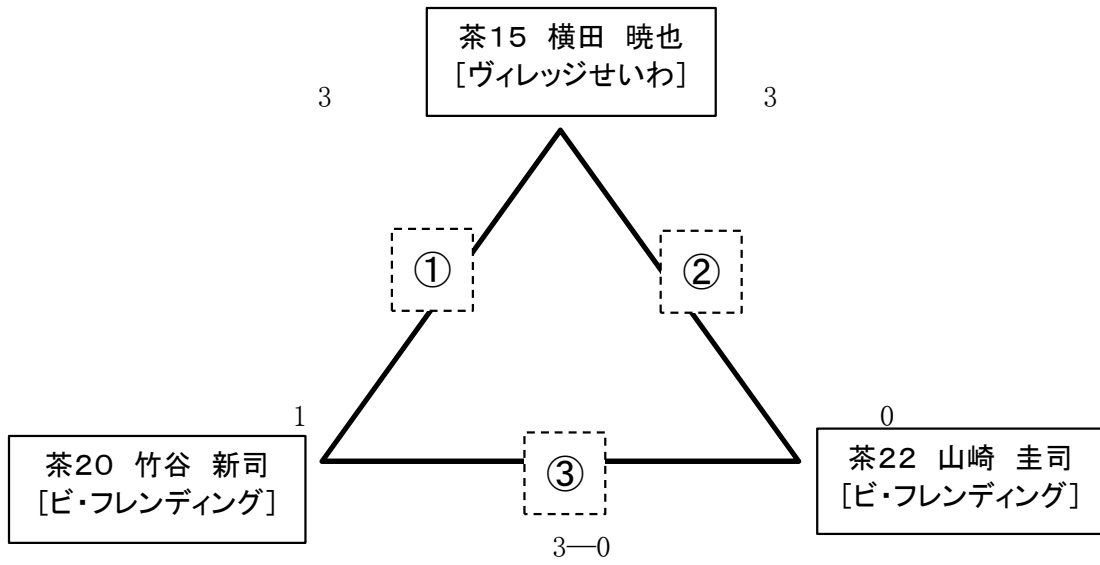 茶15 横田 暁也
[ヴィレッジせいわ]
3
3
①
②
1
0
茶20 竹谷 新司
[ビ・フレンディング]
③
茶22 山崎 圭司
[ビ・フレンディング]
3―0